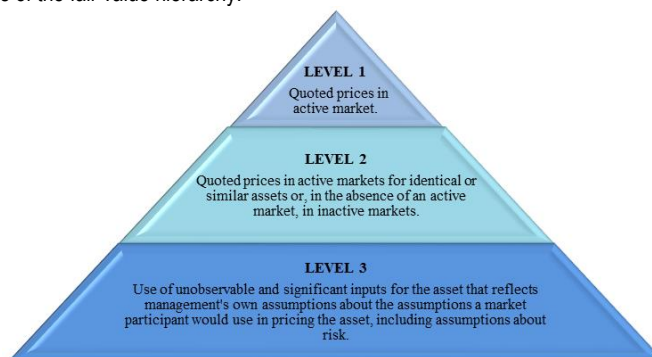 of the fair value hierarchy.
LEVEL 1
Quoted prices in
active market.
LEVEL 2
Quoted prices in active markets for identical or
similar assets or, in the absence of an active
market, in inactive markets.
LEVEL 3
Use of unobservable and significant inputs for the asset that reflects
management's own assumptions about the assumptions a market
participant would use in pricing the asset, including assumptions about
risk.